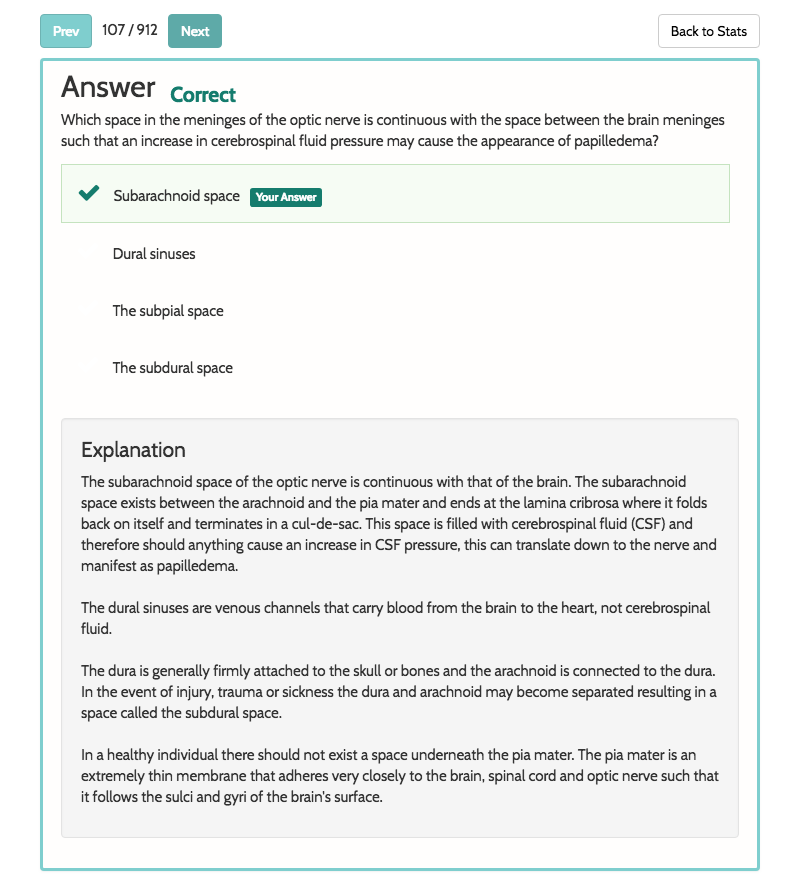 Prev 107 / 912 Next Back to Stats
Answer Correct
Which space in the meninges of the optic nerve is continuous with the space between the brain meninges
such that an increase in cerebrospinal fluid pressure may cause the appearance of papilledema?
Subarachnoid space Your Answer
Dural sinuses
The subpial space
The subdural space
Explanation
The subarachnoid space of the optic nerve is continuous with that of the brain. The subarachnoid
space exists between the arachnoid and the pia mater and ends at the lamina cribrosa where it folds
back on itself and terminates in a cul-de-sac. This space is filled with cerebrospinal fluid (CSF) and
therefore should anything cause an increase in CSF pressure, this can translate down to the nerve and
manifest as papilledema.
The dural sinuses are venous channels that carry blood from the brain to the heart, not cerebrospinal
fluid.
The dura is generally firmly attached to the skull or bones and the arachnoid is connected to the dura.
In the event of injury, trauma or sickness the dura and arachnoid may become separated resulting in a
space called the subdural space.
In a healthy individual there should not exist a space underneath the pia mater. The pia mater is an
extremely thin membrane that adheres very closely to the brain, spinal cord and optic nerve such that
it follows the sulci and gyri of the brain's surface.